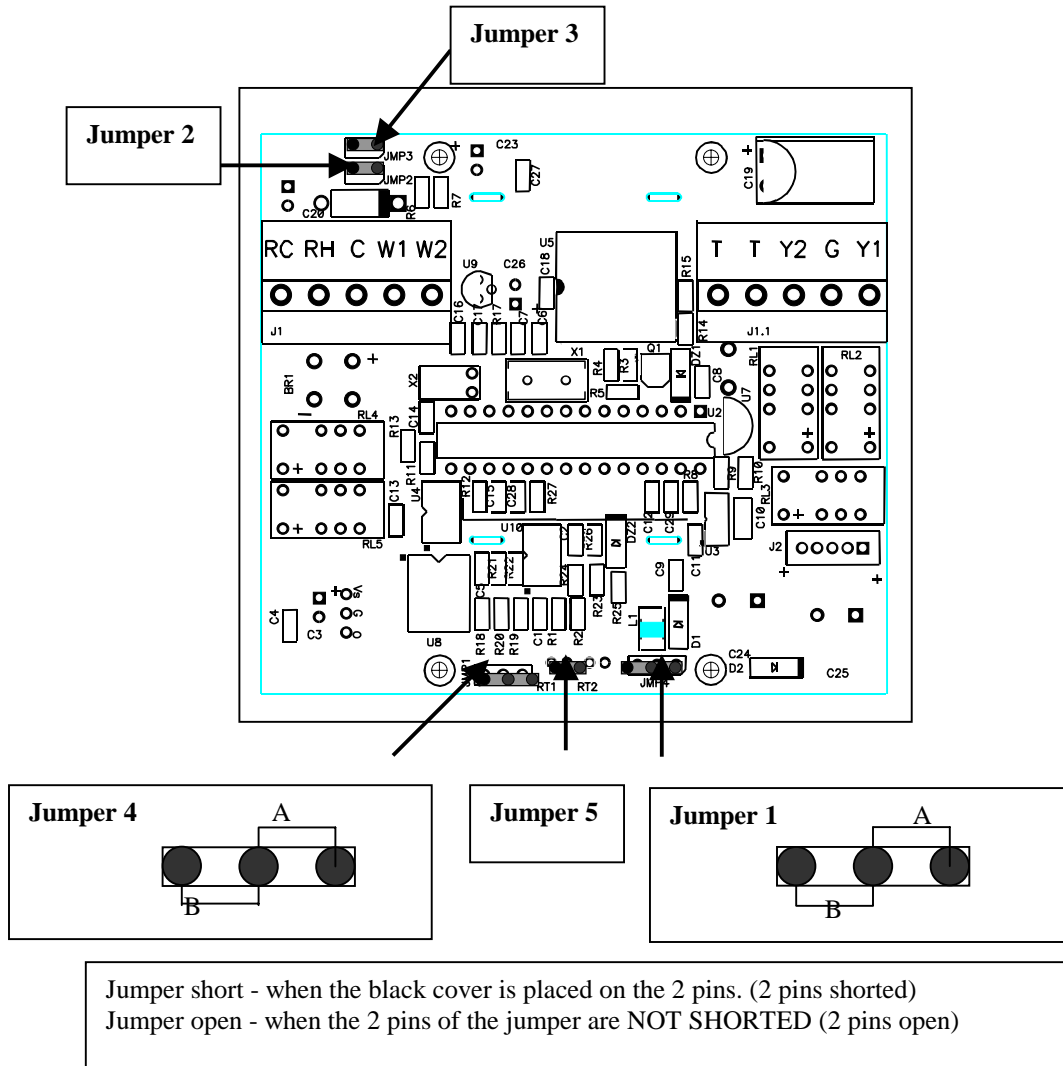 Jumper 3
Jumper 2
JMP3
JMP2
C23
C27
C19
C20
R6
R7
RC RH C W1 W2
T T Y2 G Y1
U5
U9
C26
C18
R15
J1
C16
C17
R17
C7
C6
R14
J1.1
X1
R4
R3
Q1
DZ1
RL1
RL2
BR1
X2
R5
C8
U7
RL4
C14
U2
R13
R11
R9
R10
RL3
R12
C15
C28
R27
R8
C13
U4
C12
C29
C10
RL5
U10
C2
R26
DZ2
U3
J2
R21
R22
R24
C11
C9
C5
R23
R25
Vs
G
O
C4
C3
U8
R18
R20
R19
C1
R1
R2
L1
D1
JMP1
RT1
RT2
JMP4
C24
D2
C25
Jumper 4
A
B
Jumper 5
Jumper 1
A
B
Jumper short - when the black cover is placed on the 2 pins. (2 pins shorted)
Jumper open - when the 2 pins of the jumper are NOT SHORTED (2 pins open)